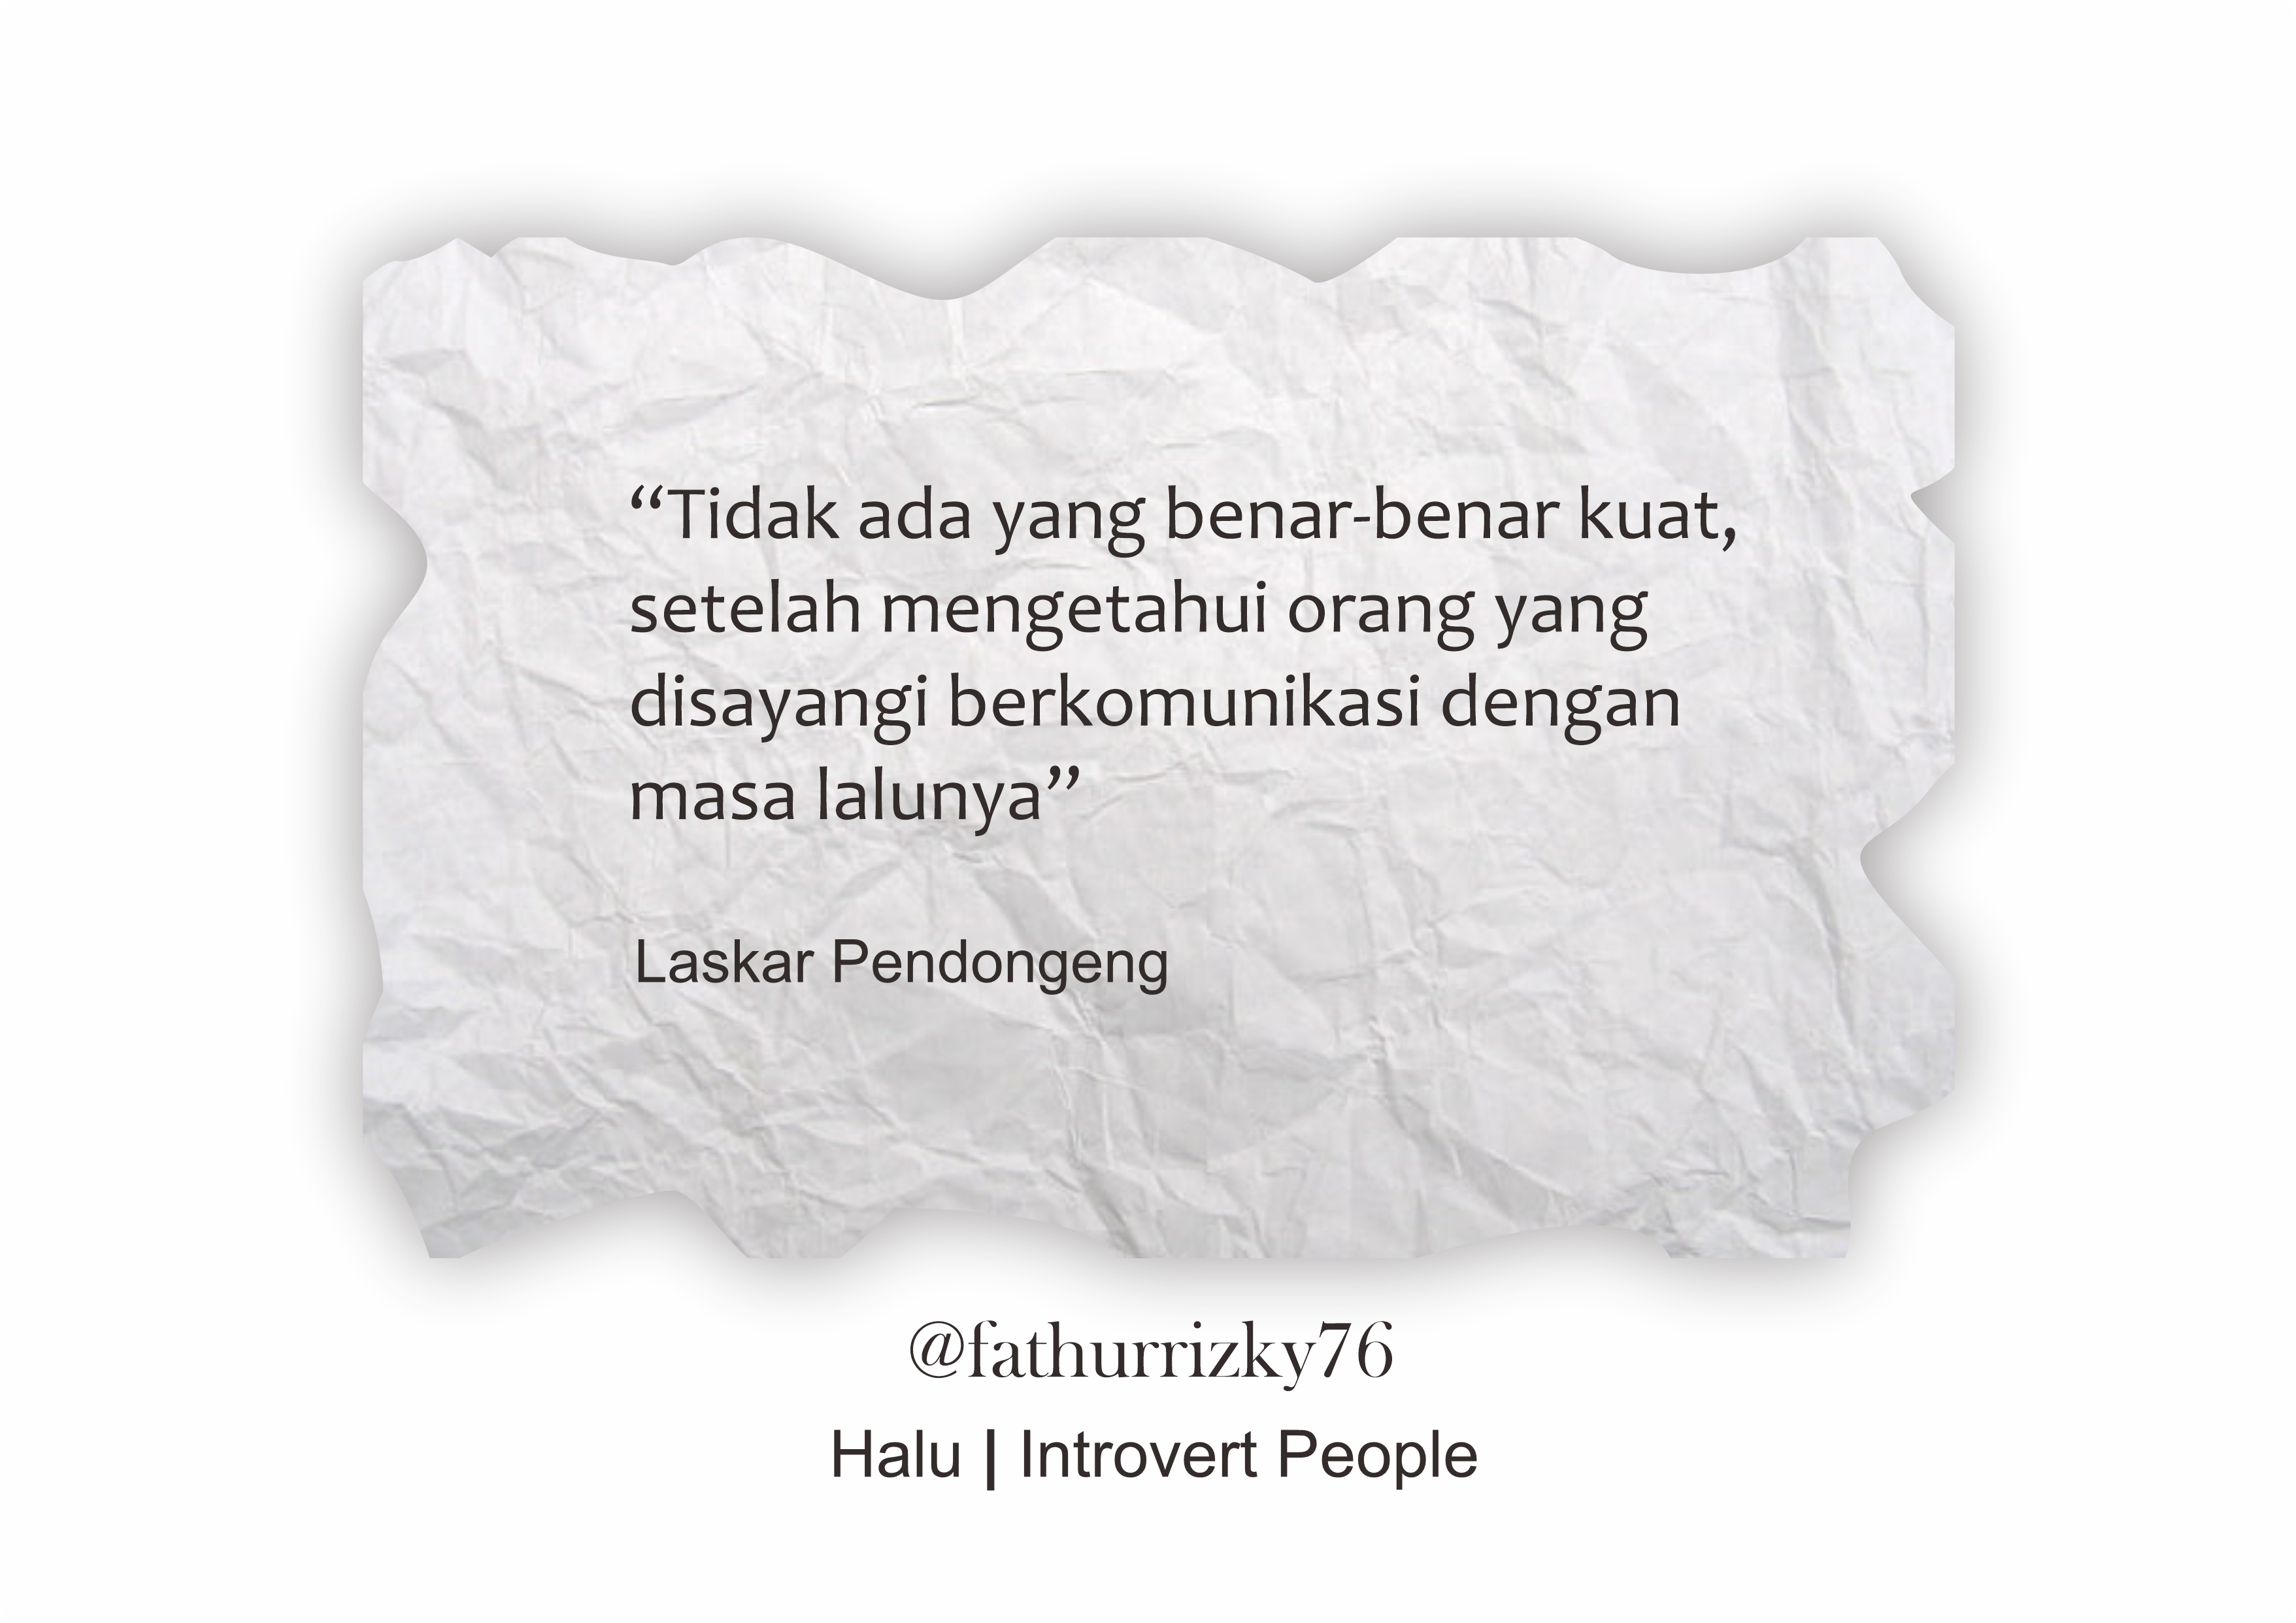 “Tidak ada yang benar-benar kuat,
setelah mengetahui orang yang
disayangi berkomunikasi dengan
masa lalunya”
Laskar Pendongeng
@fathurrizky76
Halu | Introvert People